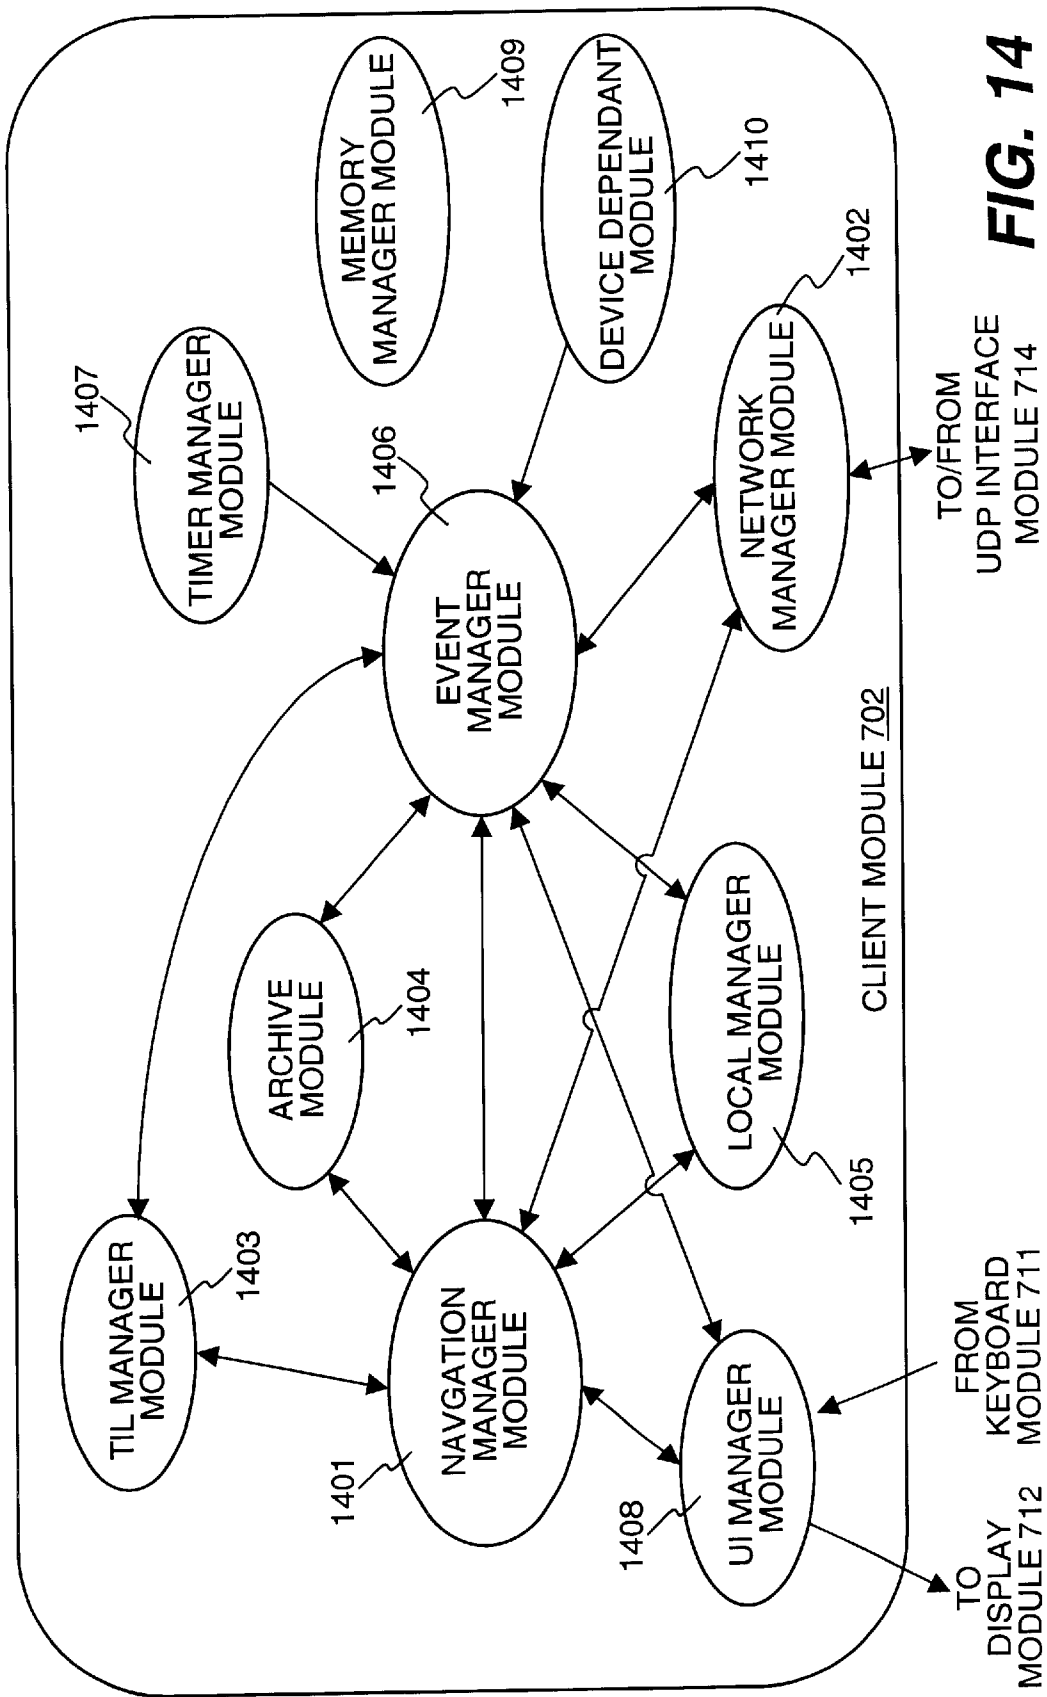 TIL MANAGER
MODULE
1403
TIMER MANAGER
MODULE
1407
MEMORY
MANAGER MODULE
1409
ARCHIVE
MODULE
1404
1406
EVENT
MANAGER
MODULE
NAVGATION
MANAGER
MODULE
1401
DEVICE DEPENDANT
MODULE
1410
UI MANAGER
MODULE
1408
LOCAL MANAGER
MODULE
1405
NETWORK
MANAGER MODULE
1402
CLIENT MODULE 702
TO
DISPLAY
MODULE 712
FROM
KEYBOARD
MODULE 711
TO/FROM
UDP INTERFACE
MODULE 714
FIG. 14